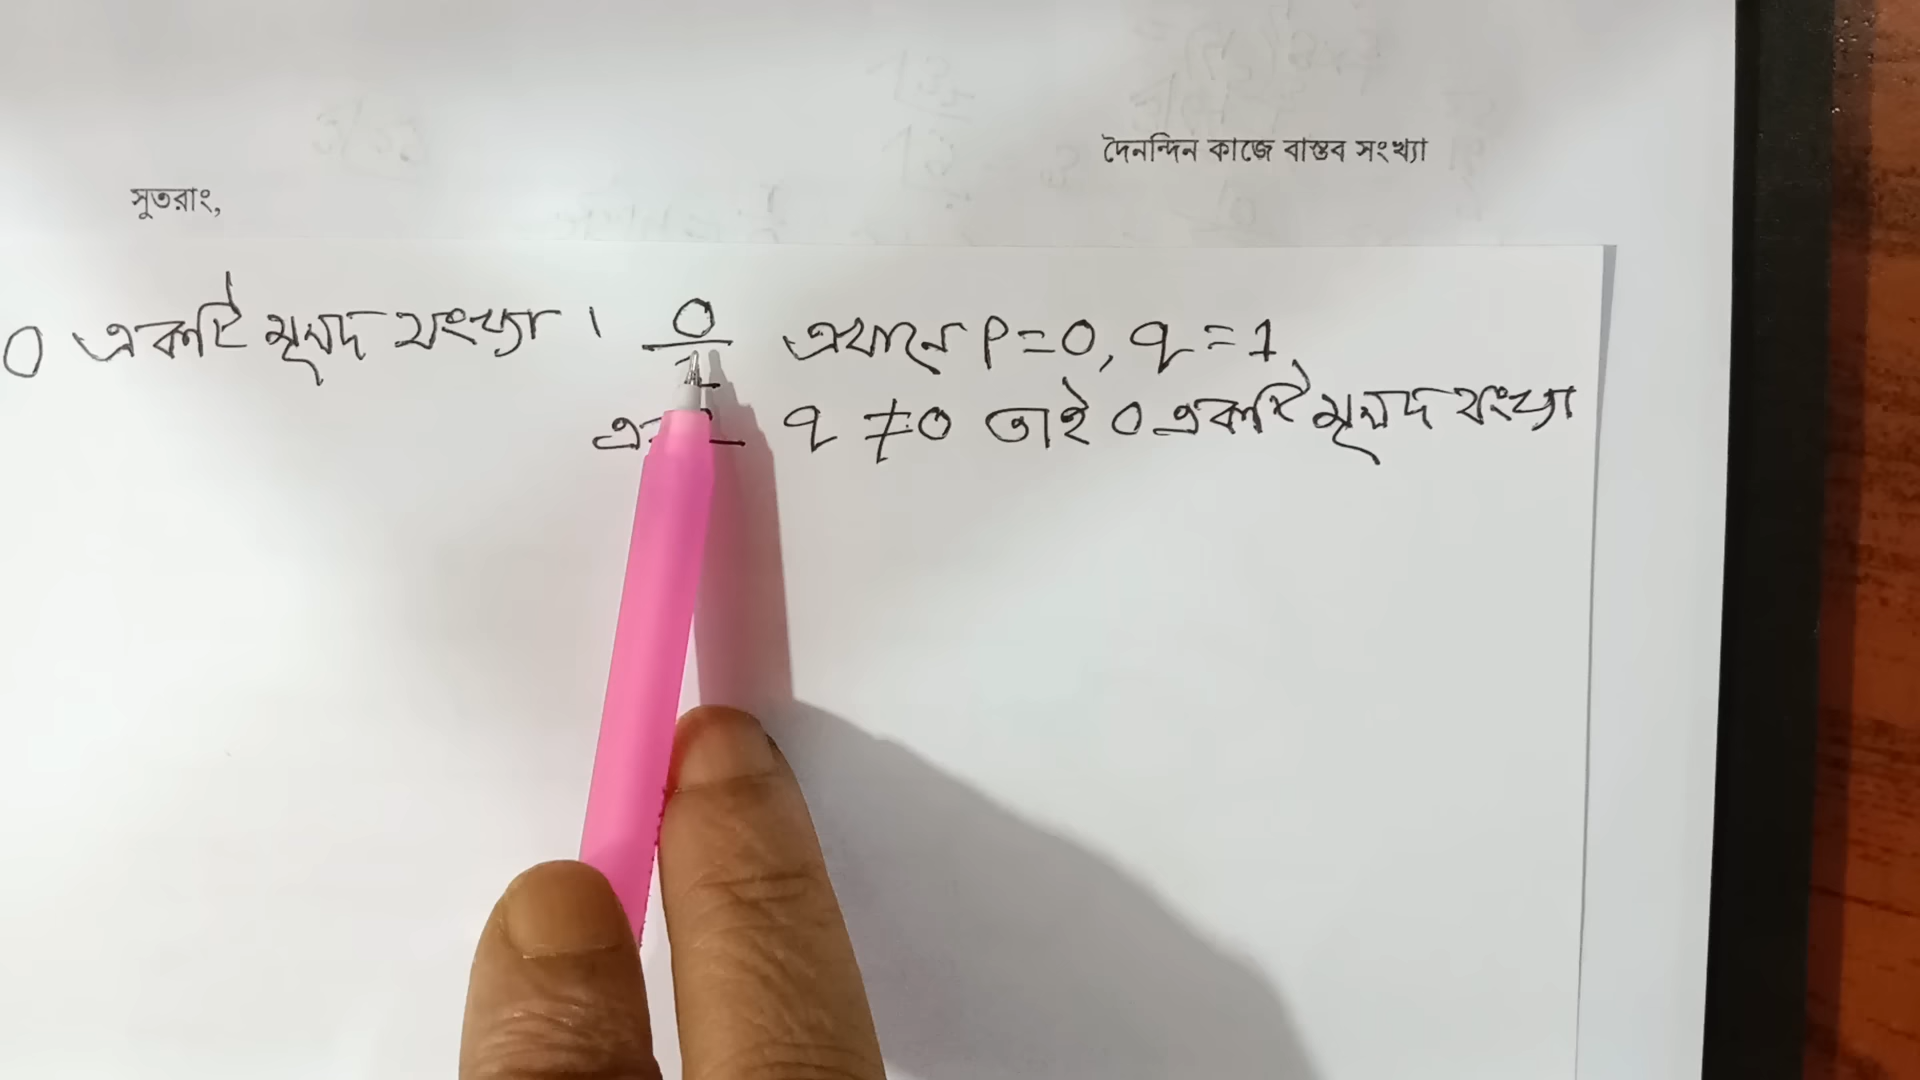 দৈনন্দিন কাজে বাস্তব সংখ্যা
সুতরাং,
0 একটি মূলদ সংখ্যা । 0/1 এখানে p=0, q=1,
q ≠0 তাই 0 একটি মূলদ সংখ্যা